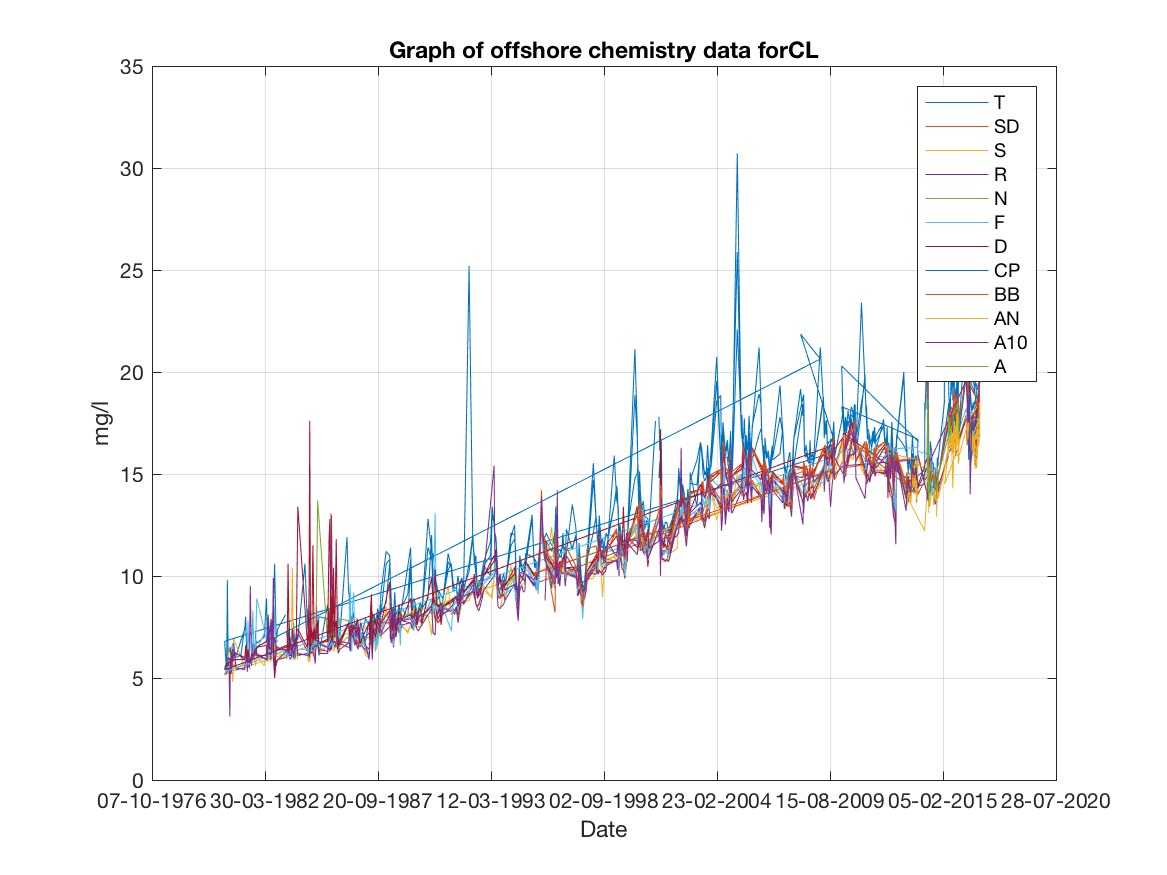 Graph of offshore chemistry data forCL
35
30
25
20
15
10
5
0
mg/l
T
SD
S
R
N
F
D
CP
BB
AN
A10
A
07-10-1976 30-03-1982 20-09-1987 12-03-1993 02-09-1998 23-02-2004 15-08-2009 05-02-2015 28-07-2020
Date